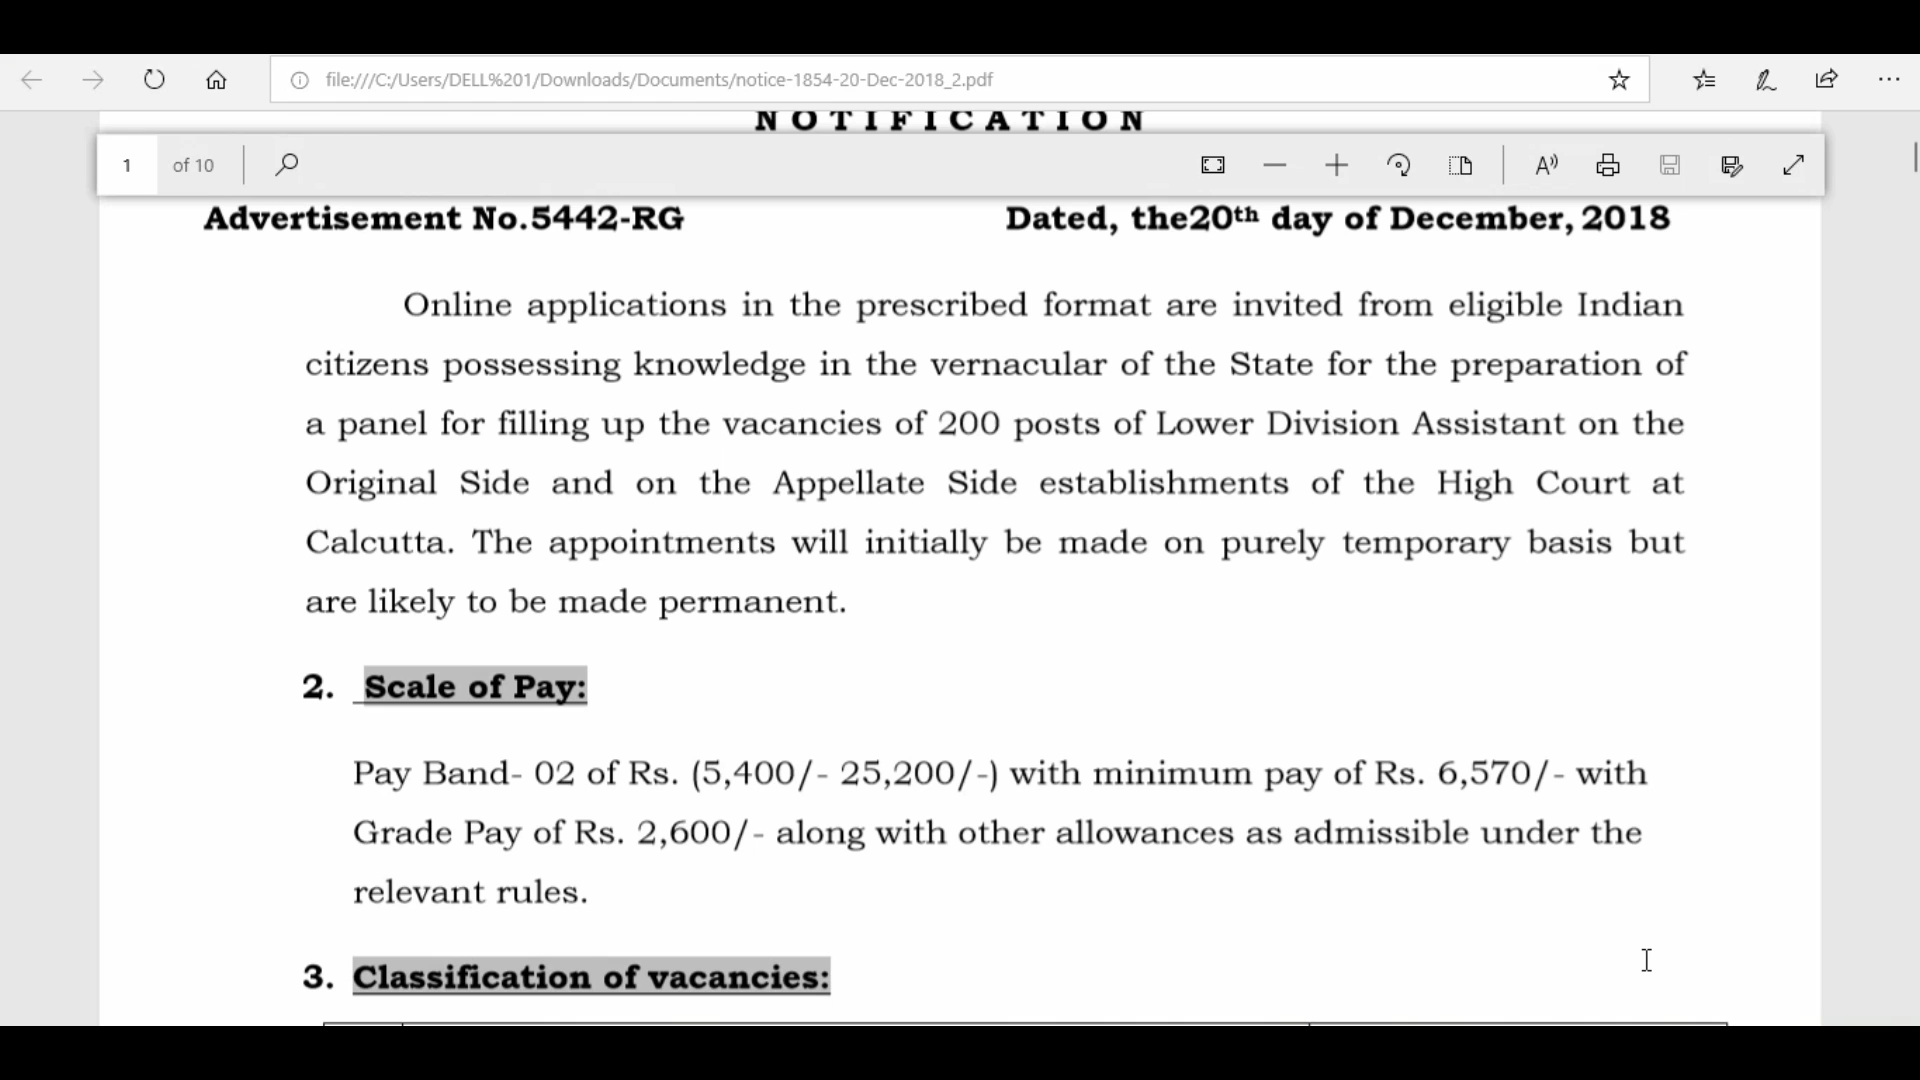 file:///C:/Users/DELL%201/Downloads/Documents/notice-1854-20-Dec-2018_2.pdf
NOTIFICATION
1 of 10
Advertisement No.5442-RG Dated, the20th day of December, 2018
Online applications in the prescribed format are invited from eligible Indian
citizens possessing knowledge in the vernacular of the State for the preparation of
a panel for filling up the vacancies of 200 posts of Lower Division Assistant on the
Original Side and on the Appellate Side establishments of the High Court at
Calcutta. The appointments will initially be made on purely temporary basis but
are likely to be made permanent.
2. Scale of Pay:
Pay Band- 02 of Rs. (5,400/- 25,200/-) with minimum pay of Rs. 6,570/- with
Grade Pay of Rs. 2,600/- along with other allowances as admissible under the
relevant rules.
3. Classification of vacancies: